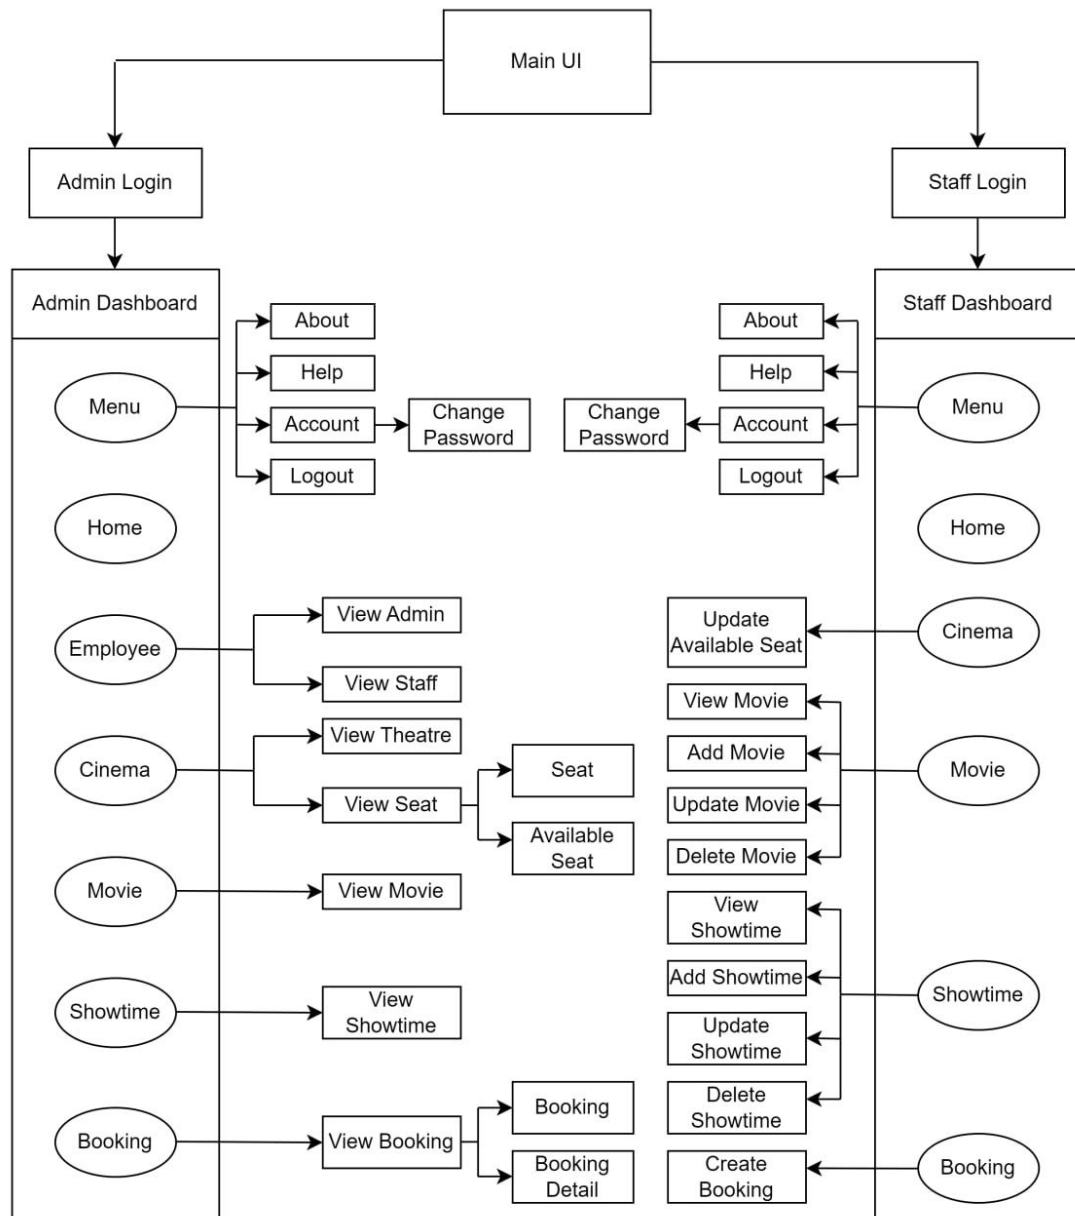 Main UI
Admin Login
Staff Login
Admin Dashboard
Staff Dashboard
About
Help
Menu
Account
Change
Password
Logout
Home
Employee
View Admin
View Staff
Cinema
View Theatre
View Seat
Seat
Available
Seat
Movie
View Movie
Showtime
View
Showtime
Booking
View Booking
Booking
Booking
Detail
About
Help
Menu
Account
Change
Password
Logout
Home
Update
Available Seat
Cinema
View Movie
Add Movie
Update Movie
Delete Movie
Movie
View
Showtime
Add Showtime
Update
Showtime
Delete
Showtime
Showtime
Create
Booking
Booking